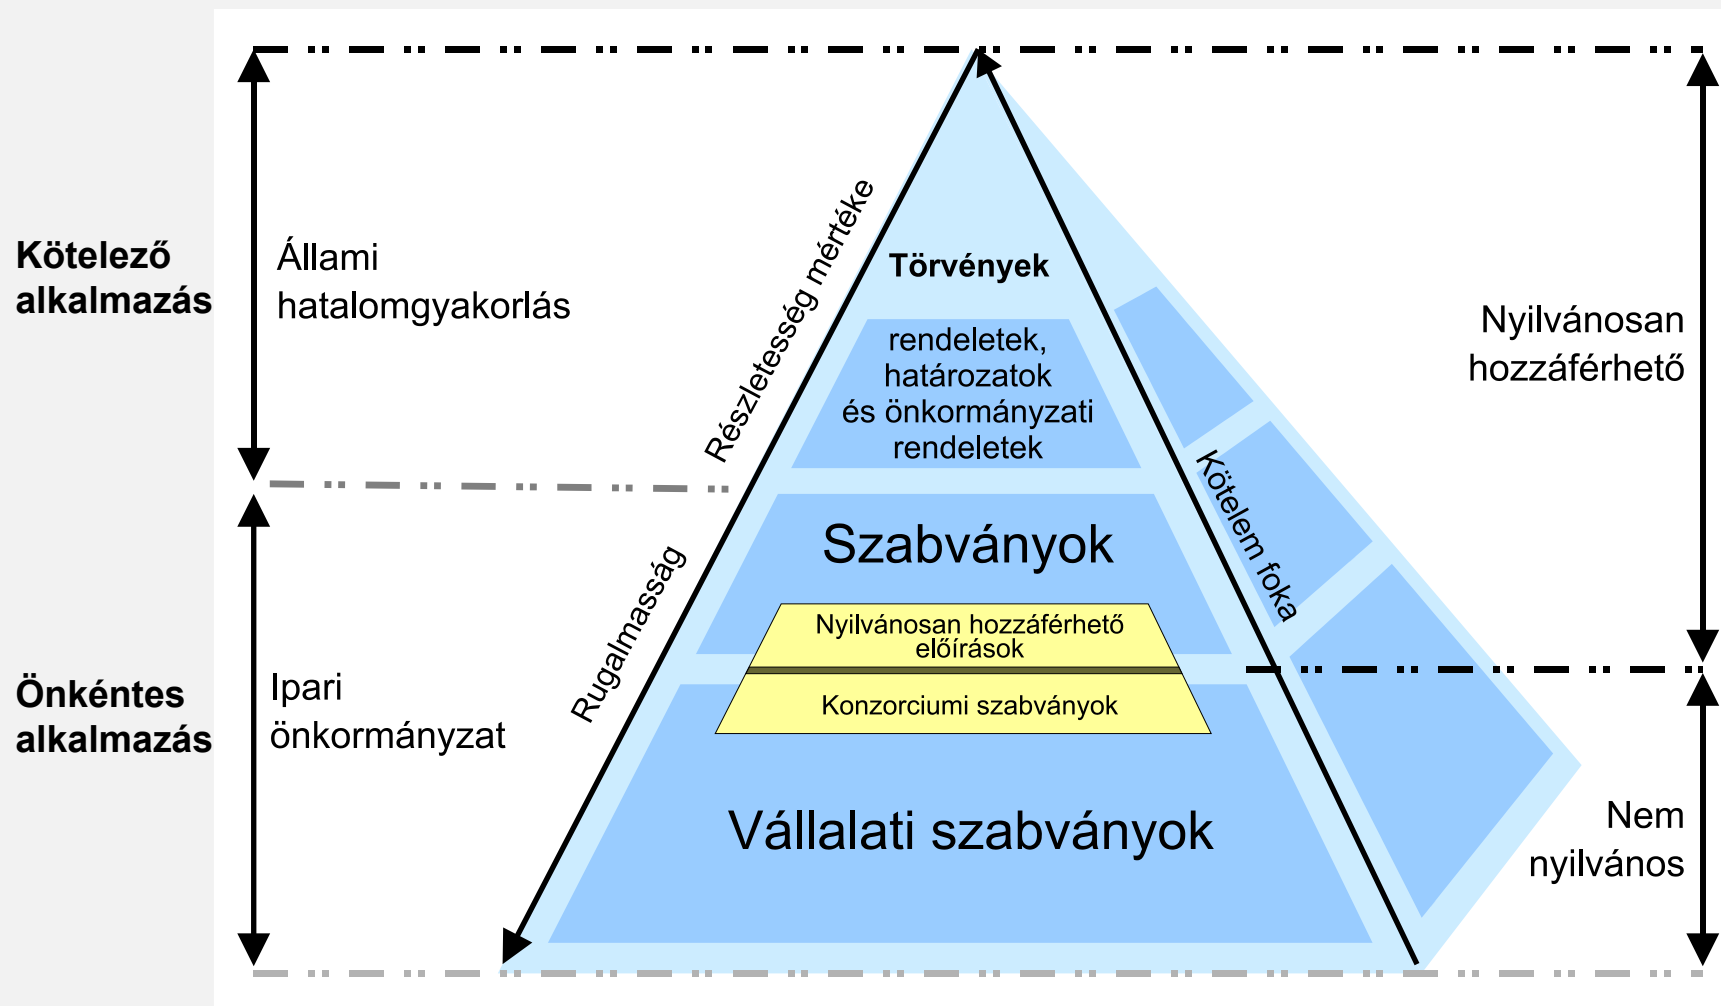 Kötelező
alkalmazás
Állami
hatalomgyakorlás
Részletesség mértéke
Törvények
rendeletek,
határozatok
és önkormányzati
rendeletek
Nyilvánosan
hozzáférhető
Kötelem foka
Szabványok
Nyilvánosan hozzáférhető
előírások
Konzorciumi szabványok
Rugalmasság
Önkéntes
alkalmazás
Ipari
önkormányzat
Vállalati szabványok
Nem
nyilvános